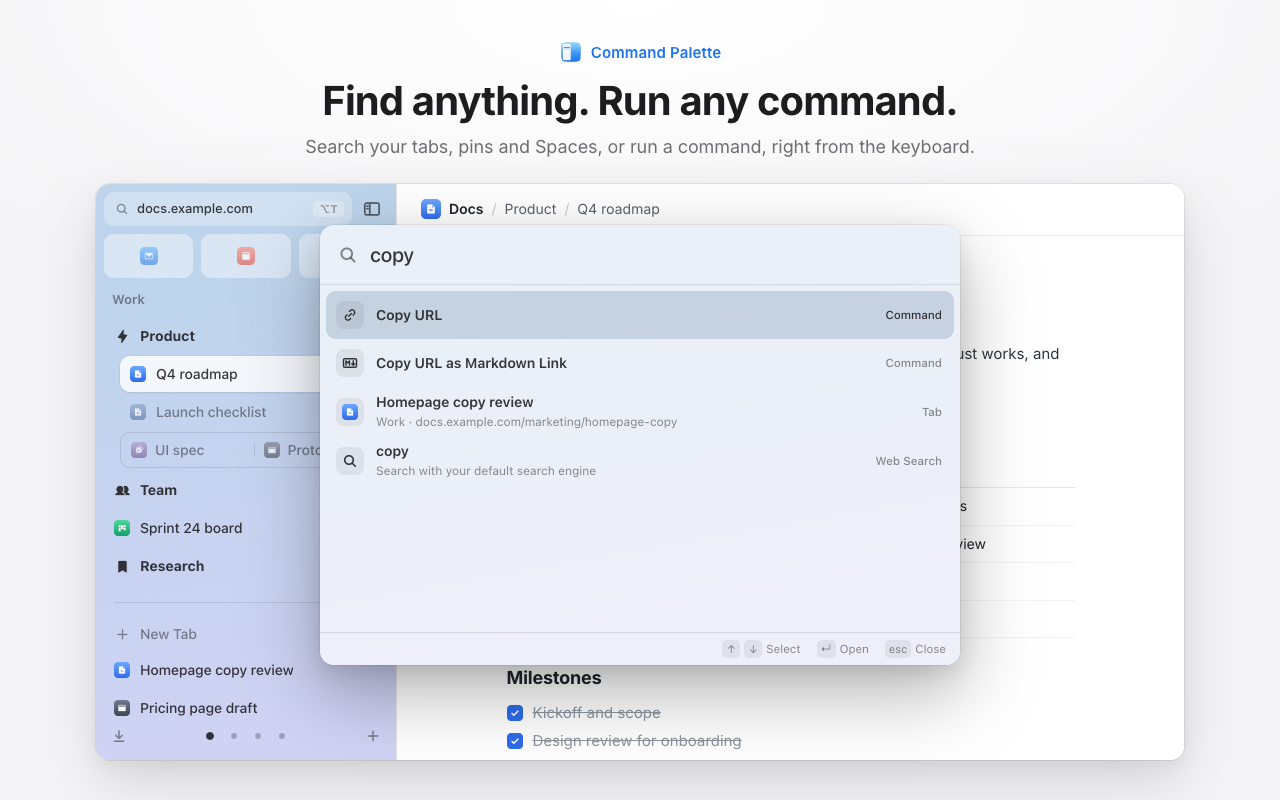 Command Palette
Find anything. Run any command.
Search your tabs, pins and Spaces, or run a command, right from the keyboard.
docs.example.com ⌥T
Docs / Product / Q4 roadmap
Work
Product
Q4 roadmap
Launch checklist
UI spec
Team
Sprint 24 board
Research
New Tab
Homepage copy review
Pricing page draft
copy
Copy URL Command
Copy URL as Markdown Link Command
Homepage copy review Tab
Work · docs.example.com/marketing/homepage-copy
copy Web Search
Search with your default search engine
↑ ↓ Select ↵ Open esc Close
works, and
Milestones
Kickoff and scope
Design review for onboarding